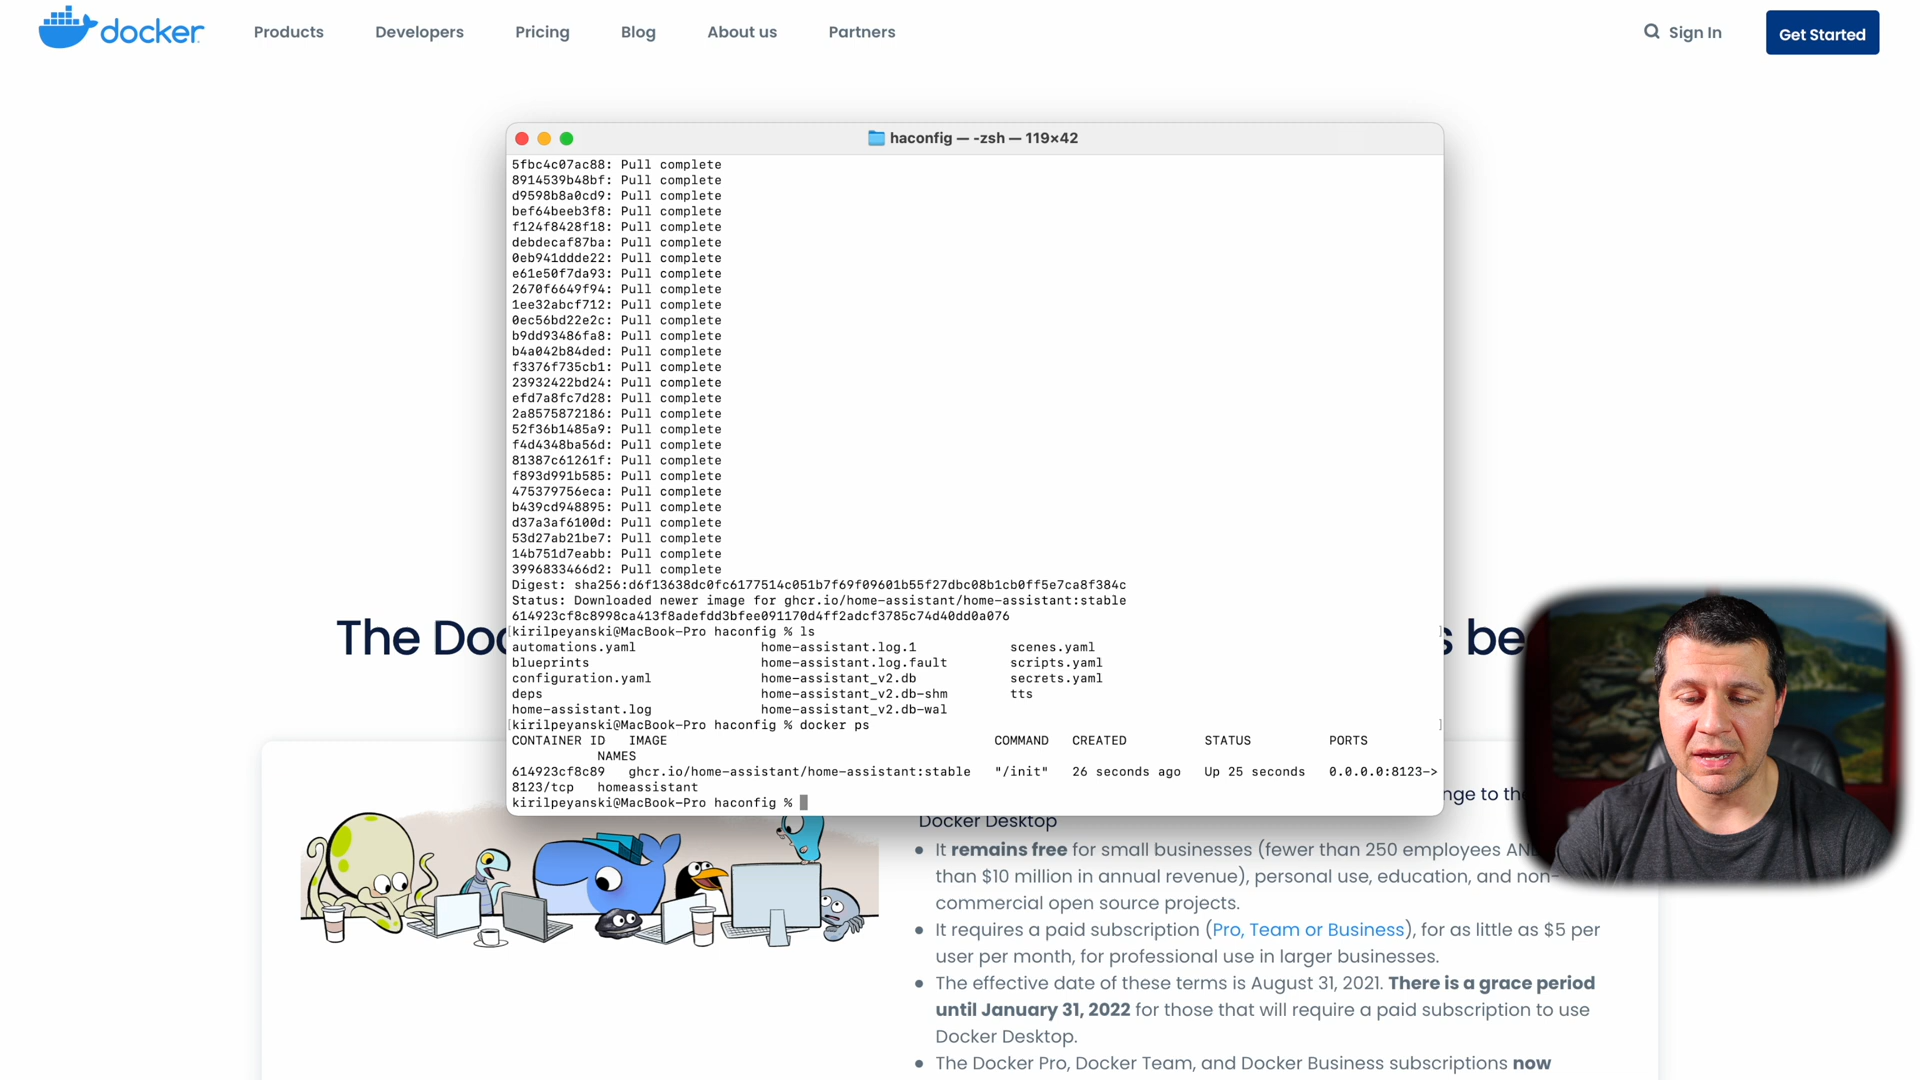 docker Products Developers Pricing Blog About us Partners Sign In Get Started
haconfig — -zsh — 119×42
5fbc4c07ac88: Pull complete
8914539b48bf: Pull complete
d9598b8a0cd9: Pull complete
bef64beeb3f8: Pull complete
f124f8428f18: Pull complete
debdecaf87ba: Pull complete
0eb941ddde22: Pull complete
e61e50f7da93: Pull complete
2670f6649f94: Pull complete
1ee32abcf712: Pull complete
0ec56bd22e2c: Pull complete
b9dd93486fa8: Pull complete
b4a042b84ded: Pull complete
f3376f735cb1: Pull complete
23932422bd24: Pull complete
efd7a8fc7d28: Pull complete
2a8575872186: Pull complete
52f36b1485a9: Pull complete
f4d4348ba56d: Pull complete
81387c61261f: Pull complete
f893d991b585: Pull complete
475379756eca: Pull complete
b439cd948895: Pull complete
d37a3af6100d: Pull complete
53d27ab21be7: Pull complete
14b751d7eabb: Pull complete
3996833466d2: Pull complete
Digest: sha256:d6f13638dc0fc6177514c051b7f69f09601b55f27dbc08b1cb0ff5e7ca8f384c
Status: Downloaded newer image for ghcr.io/home-assistant/home-assistant:stable
614923cf8c8998ca413f8adefdd3bfee091170d4ff2adcf3785c74d40dd0a076
[kirilpeyanski@MacBook-Pro haconfig % ls ]
automations.yaml home-assistant.log.1 scenes.yaml
blueprints home-assistant.log.fault scripts.yaml
configuration.yaml home-assistant_v2.db secrets.yaml
deps home-assistant_v2.db-shm tts
home-assistant.log home-assistant_v2.db-wal
[kirilpeyanski@MacBook-Pro haconfig % docker ps ]
CONTAINER ID IMAGE COMMAND CREATED STATUS PORTS
NAMES
614923cf8c89 ghcr.io/home-assistant/home-assistant:stable "/init" 26 seconds ago Up 25 seconds 0.0.0.0:8123->
8123/tcp homeassistant
kirilpeyanski@MacBook-Pro haconfig %
The Do
s be
nge to the
Docker Desktop
• It remains free for small businesses (fewer than 250 employees AN
than $10 million in annual revenue), personal use, education, and non-
commercial open source projects.
• It requires a paid subscription (Pro, Team or Business), for as little as $5 per
user per month, for professional use in larger businesses.
• The effective date of these terms is August 31, 2021. There is a grace period
until January 31, 2022 for those that will require a paid subscription to use
Docker Desktop.
• The Docker Pro, Docker Team, and Docker Business subscriptions now